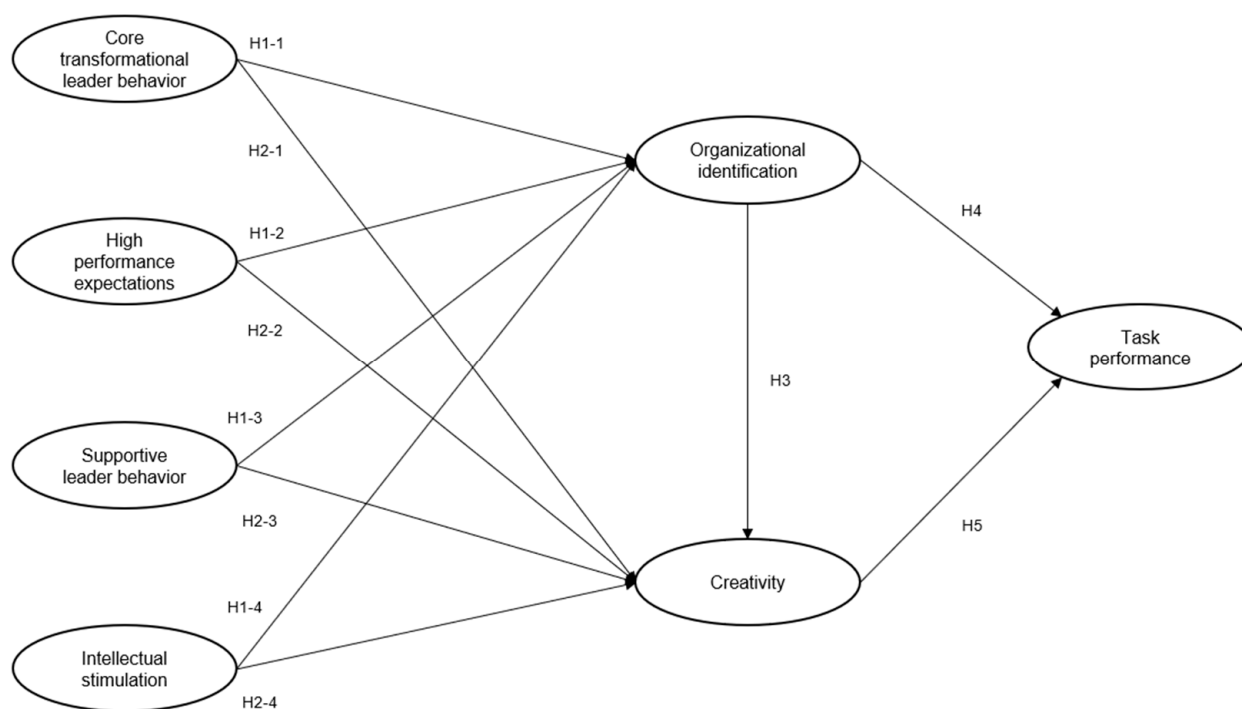 Core
transformational
leader behavior
H1-1
H2-1
High
performance
expectations
H1-2
H2-2
Supportive
leader behavior
H1-3
H2-3
Intellectual
stimulation
H1-4
H2-4
Organizational
identification
H3
Creativity
H4
H5
Task
performance